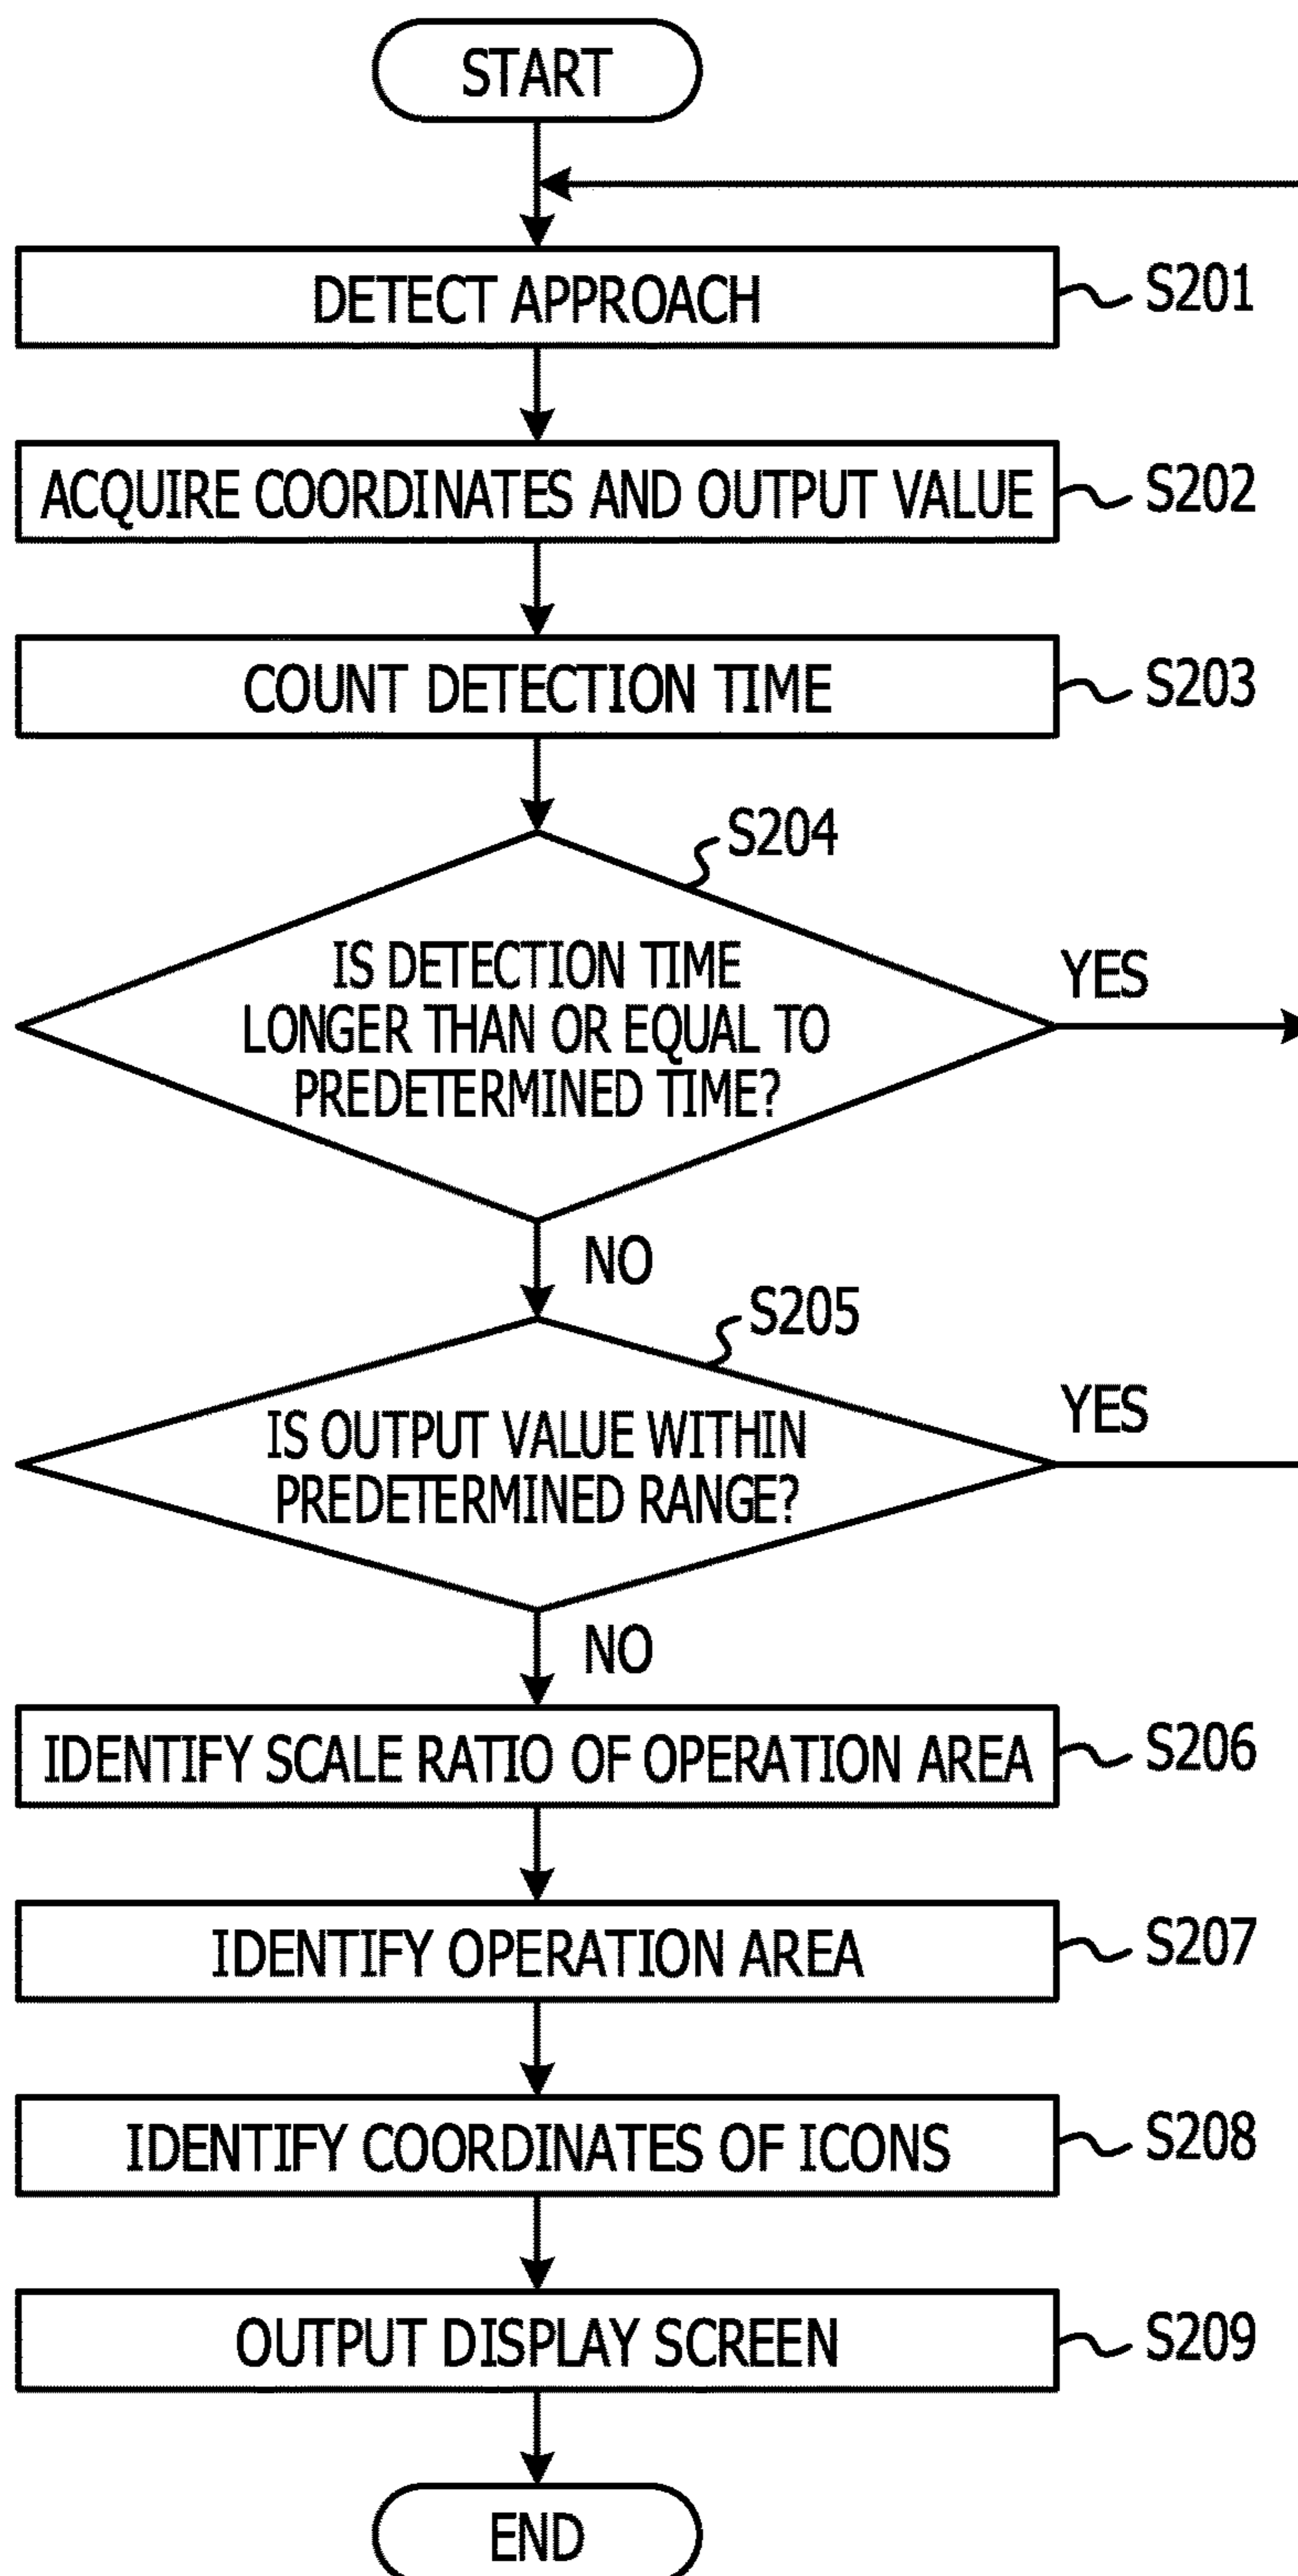 START
DETECT APPROACH
S201
ACQUIRE COORDINATES AND OUTPUT VALUE
S202
COUNT DETECTION TIME
S203
S204
IS DETECTION TIME
LONGER THAN OR EQUAL TO
PREDETERMINED TIME?
YES
NO
S205
IS OUTPUT VALUE WITHIN
PREDETERMINED RANGE?
YES
NO
IDENTIFY SCALE RATIO OF OPERATION AREA
S206
IDENTIFY OPERATION AREA
S207
IDENTIFY COORDINATES OF ICONS
S208
OUTPUT DISPLAY SCREEN
S209
END